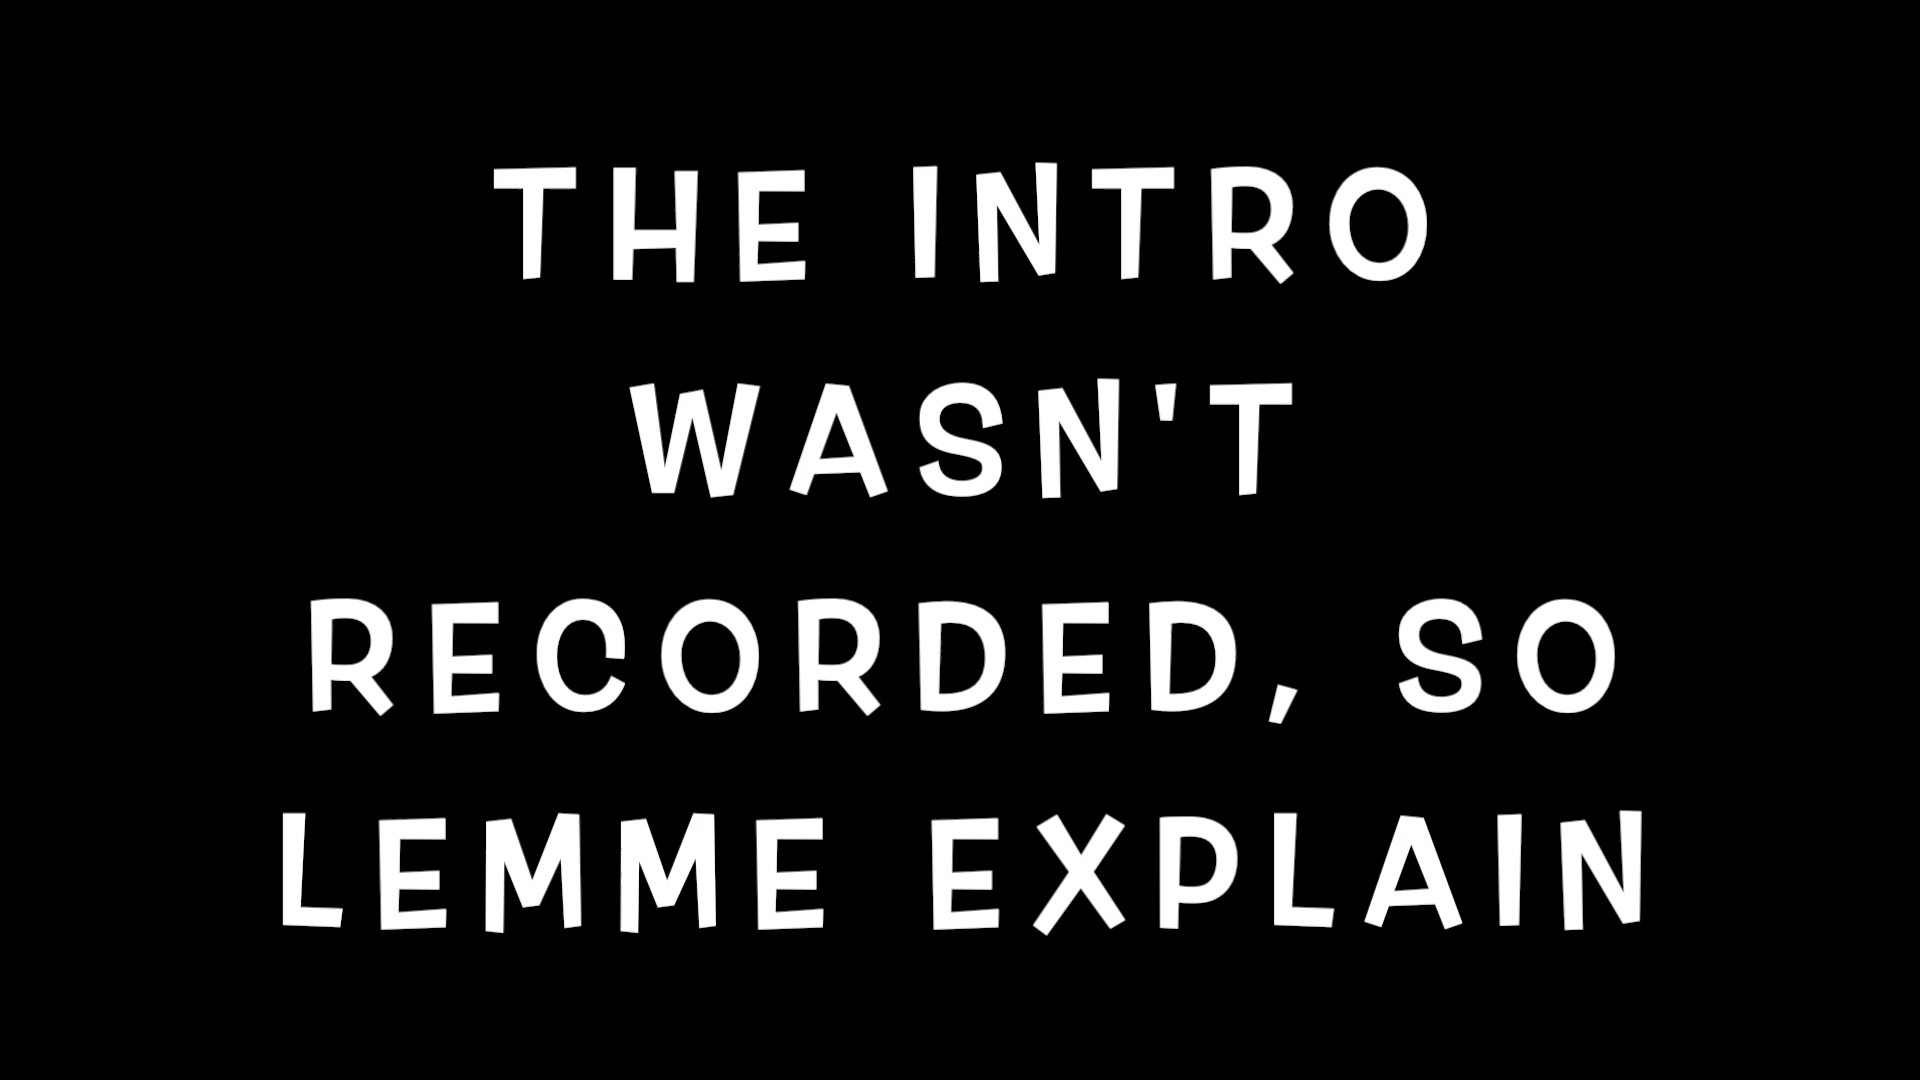 THE INTRO
WASN'T
RECORDED, SO
LEMME EXPLAIN